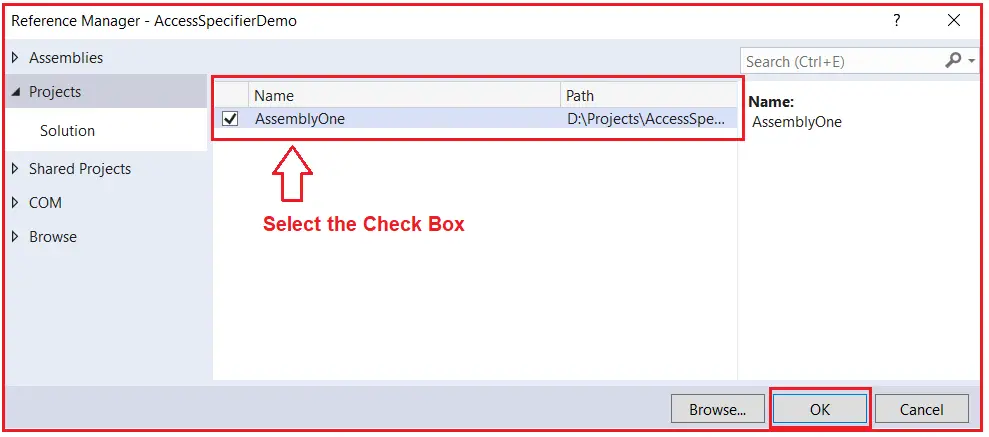 Reference Manager - AccessSpecifierDemo
?
Assemblies
Search (Ctrl+E)
Projects
Name
Path
Name:
AssemblyOne
D:\Projects\AccessSpe...
AssemblyOne
Solution
Shared Projects
COM
Select the Check Box
Browse
Browse...
OK
Cancel